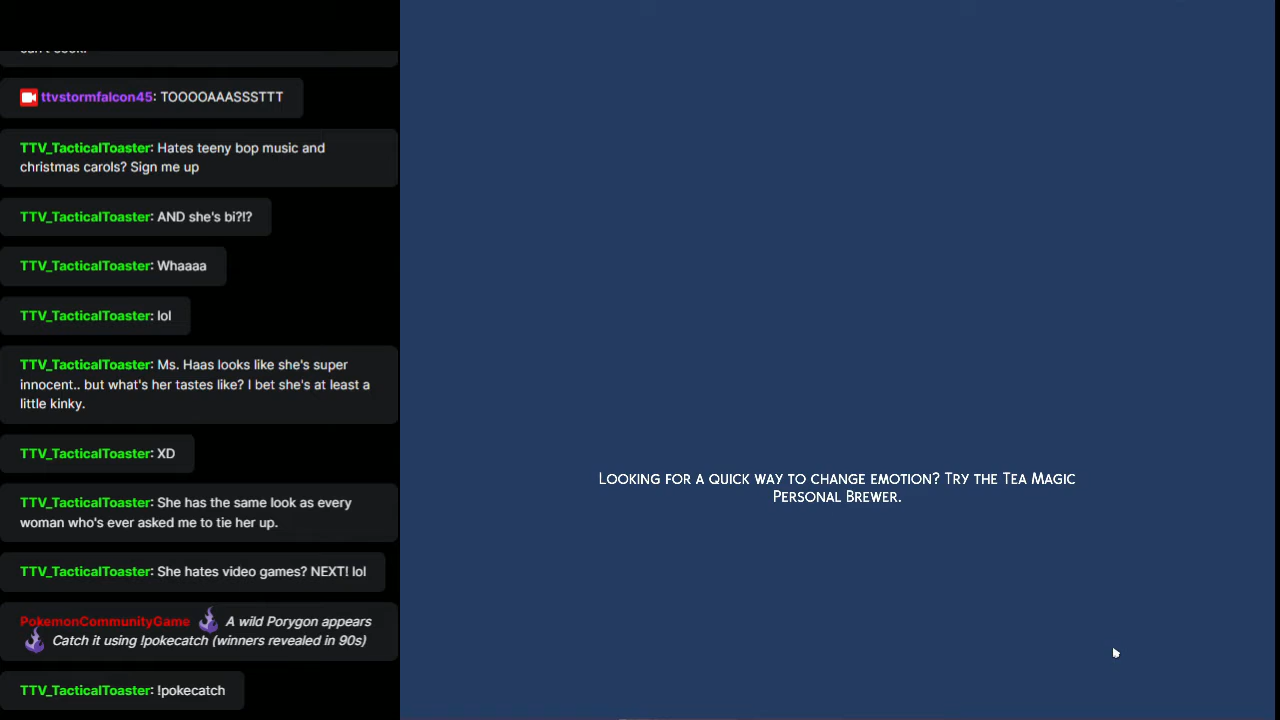 ttvstormfalcon45: TOOOOAAASSSTTT
TTV_TacticalToaster: Hates teeny bop music and
christmas carols? Sign me up
TTV_TacticalToaster: AND she's bi?!?
TTV_TacticalToaster: Whaaaa
TTV_TacticalToaster: lol
TTV_TacticalToaster: Ms. Haas looks like she's super
innocent.. but what's her tastes like? I bet she's at least a
little kinky.
TTV_TacticalToaster: XD
TTV_TacticalToaster: She has the same look as every
woman who's ever asked me to tie her up.
TTV_TacticalToaster: She hates video games? NEXT! lol
PokemonCommunityGame A wild Porygon appears
Catch it using !pokecatch (winners revealed in 90s)
TTV_TacticalToaster: !pokecatch
Looking for a quick way to change emotion? Try the Tea Magic
Personal Brewer.